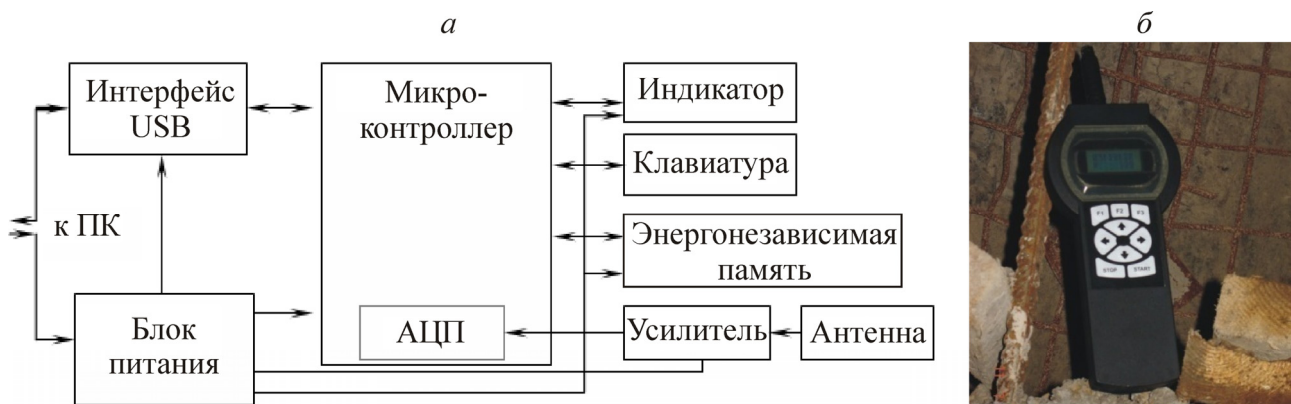 а
б
Интерфейс
USB
Микро-
контроллер
Индикатор
Клавиатура
к ПК
Энергонезависимая
память
Блок
питания
АЦП
Усилитель
Антенна
F1 F2 F3
STOP START